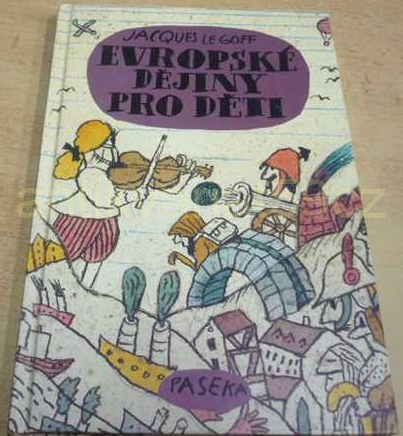 JACQUES LE GOFF
EVROPSKÉ
DĚJINY
PRO DĚTI
PASEKA